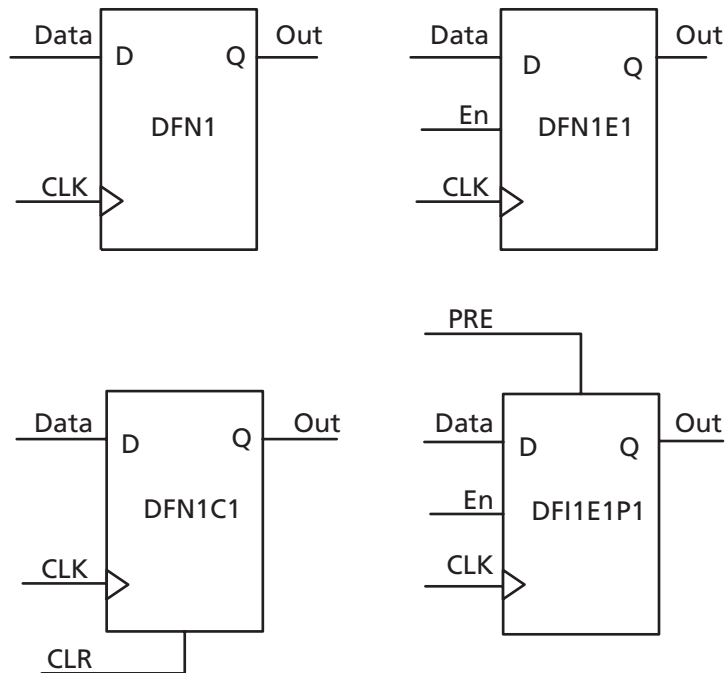 Data
Out
D
Q
DFN1
CLK
Data
Out
D
Q
En
DFN1E1
CLK
Data
Out
D
Q
DFN1C1
CLK
CLR
PRE
Data
Out
D
Q
En
DFI1E1P1
CLK